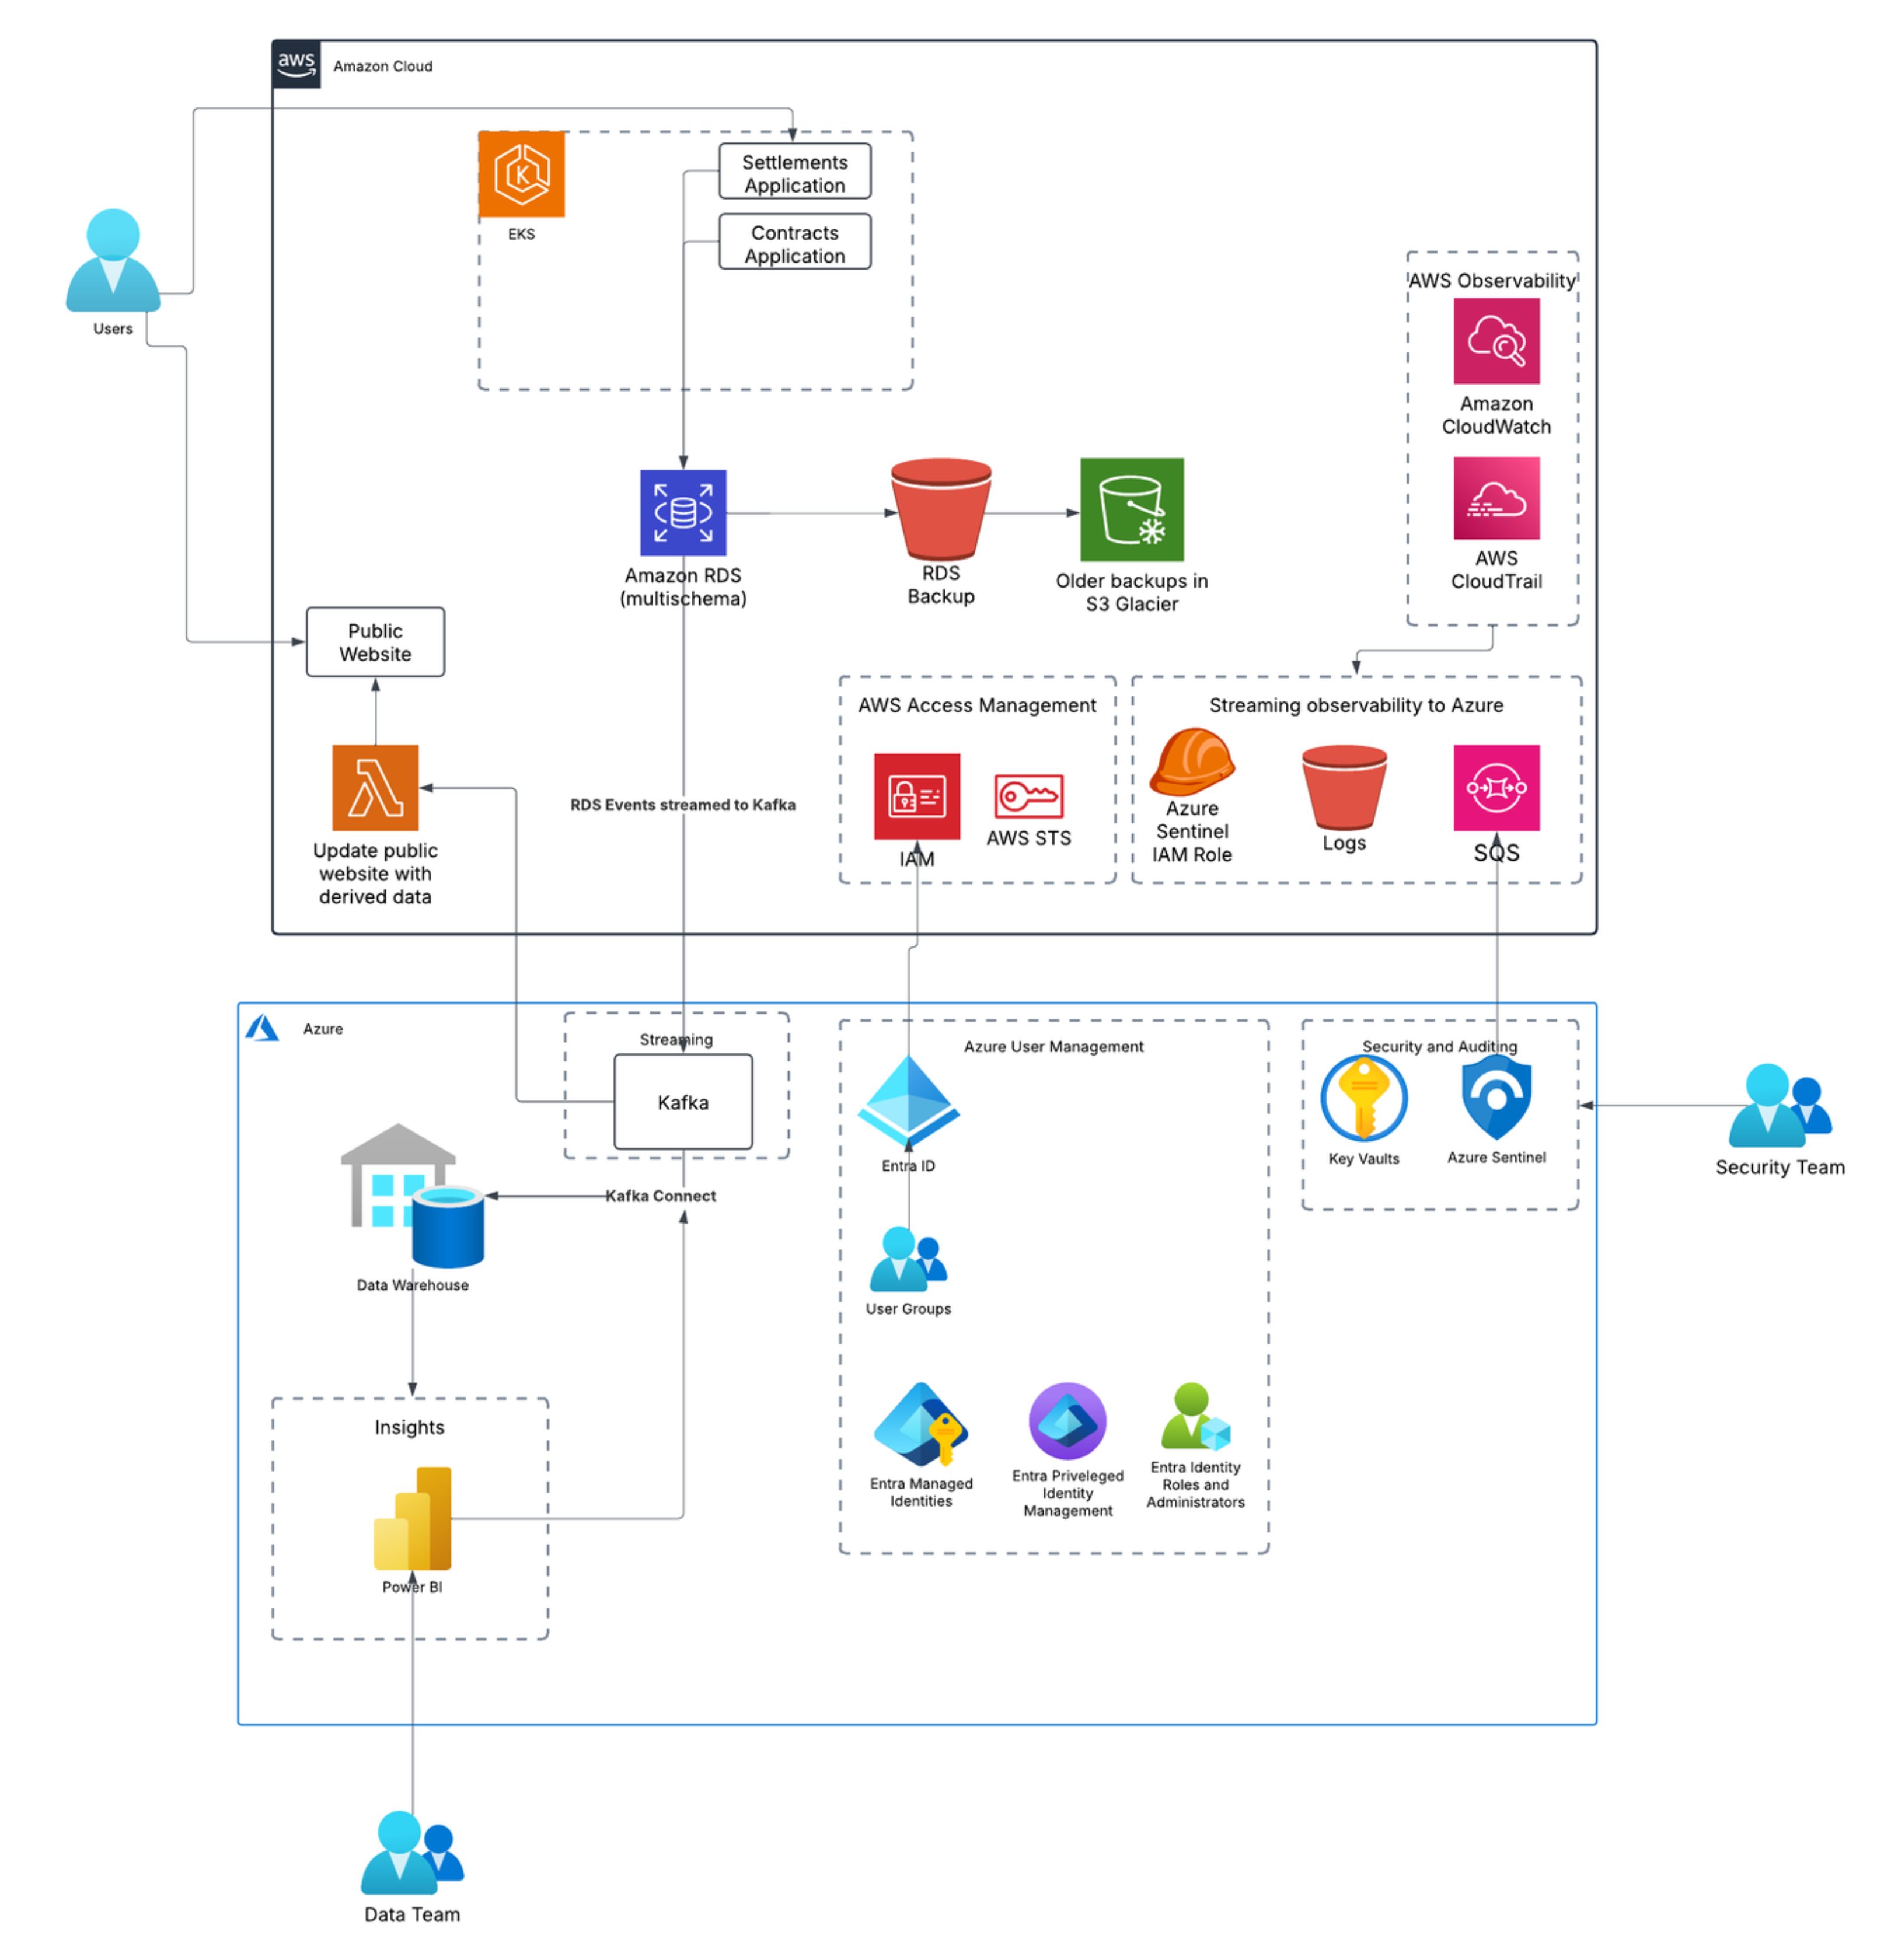 aws
Amazon Cloud
Settlements
Application
EKS
Contracts
Application
Users
AWS Observability
Amazon
CloudWatch
AWS
CloudTrail
Amazon RDS
(multischema)
RDS
Backup
Older backups in
S3 Glacier
Public
Website
AWS Access Management
Streaming observability to Azure
RDS Events streamed to Kafka
IAM
AWS STS
Azure
Sentinel
IAM Role
Logs
SQS
Update public
website with
derived data
Azure
Streaming
Kafka
Azure User Management
Security and Auditing
Entra ID
Key Vaults
Azure Sentinel
Security Team
Kafka Connect
Data Warehouse
User Groups
Insights
Power BI
Entra Managed
Identities
Entra Priveleged
Identity
Management
Entra Identity
Roles and
Administrators
Data Team